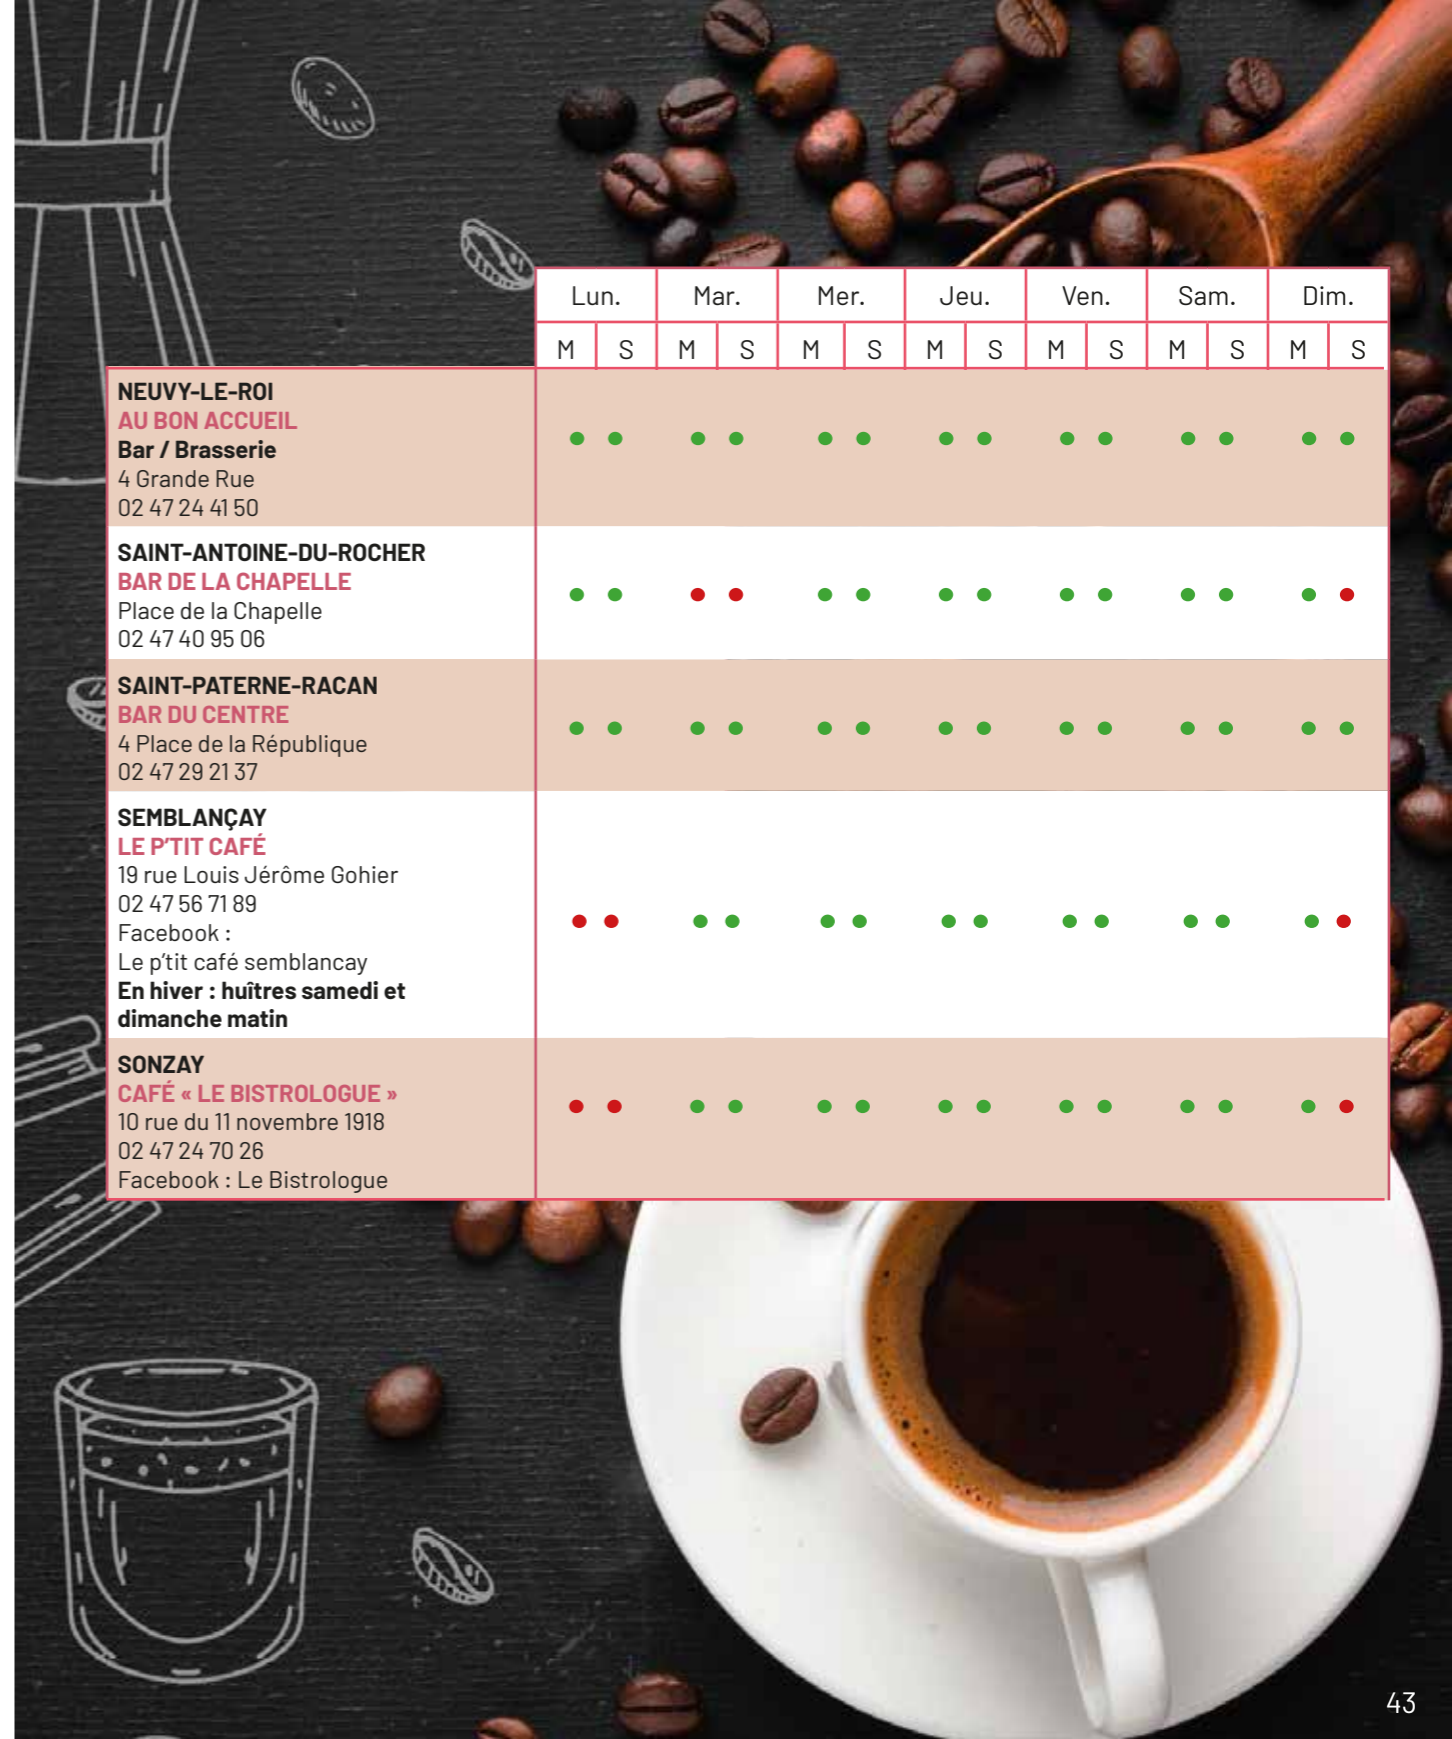 Lun. Mar. Mer. Jeu. Ven. Sam. Dim.
M S M S M S M S M S M S M S
NEUVY-LE-ROI
AU BON ACCUEIL
Bar / Brasserie
4 Grande Rue
02 47 24 41 50
SAINT-ANTOINE-DU-ROCHER
BAR DE LA CHAPELLE
Place de la Chapelle
02 47 40 95 06
SAINT-PATERNE-RACAN
BAR DU CENTRE
4 Place de la République
02 47 29 21 37
SEMBLANÇAY
LE P'TIT CAFÉ
19 rue Louis Jérôme Gohier
02 47 56 71 89
Facebook :
Le p'tit café semblancay
En hiver : huîtres samedi et
dimanche matin
SONZAY
CAFÉ « LE BISTROLOGUE »
10 rue du 11 novembre 1918
02 47 24 70 26
Facebook : Le Bistrologue
43